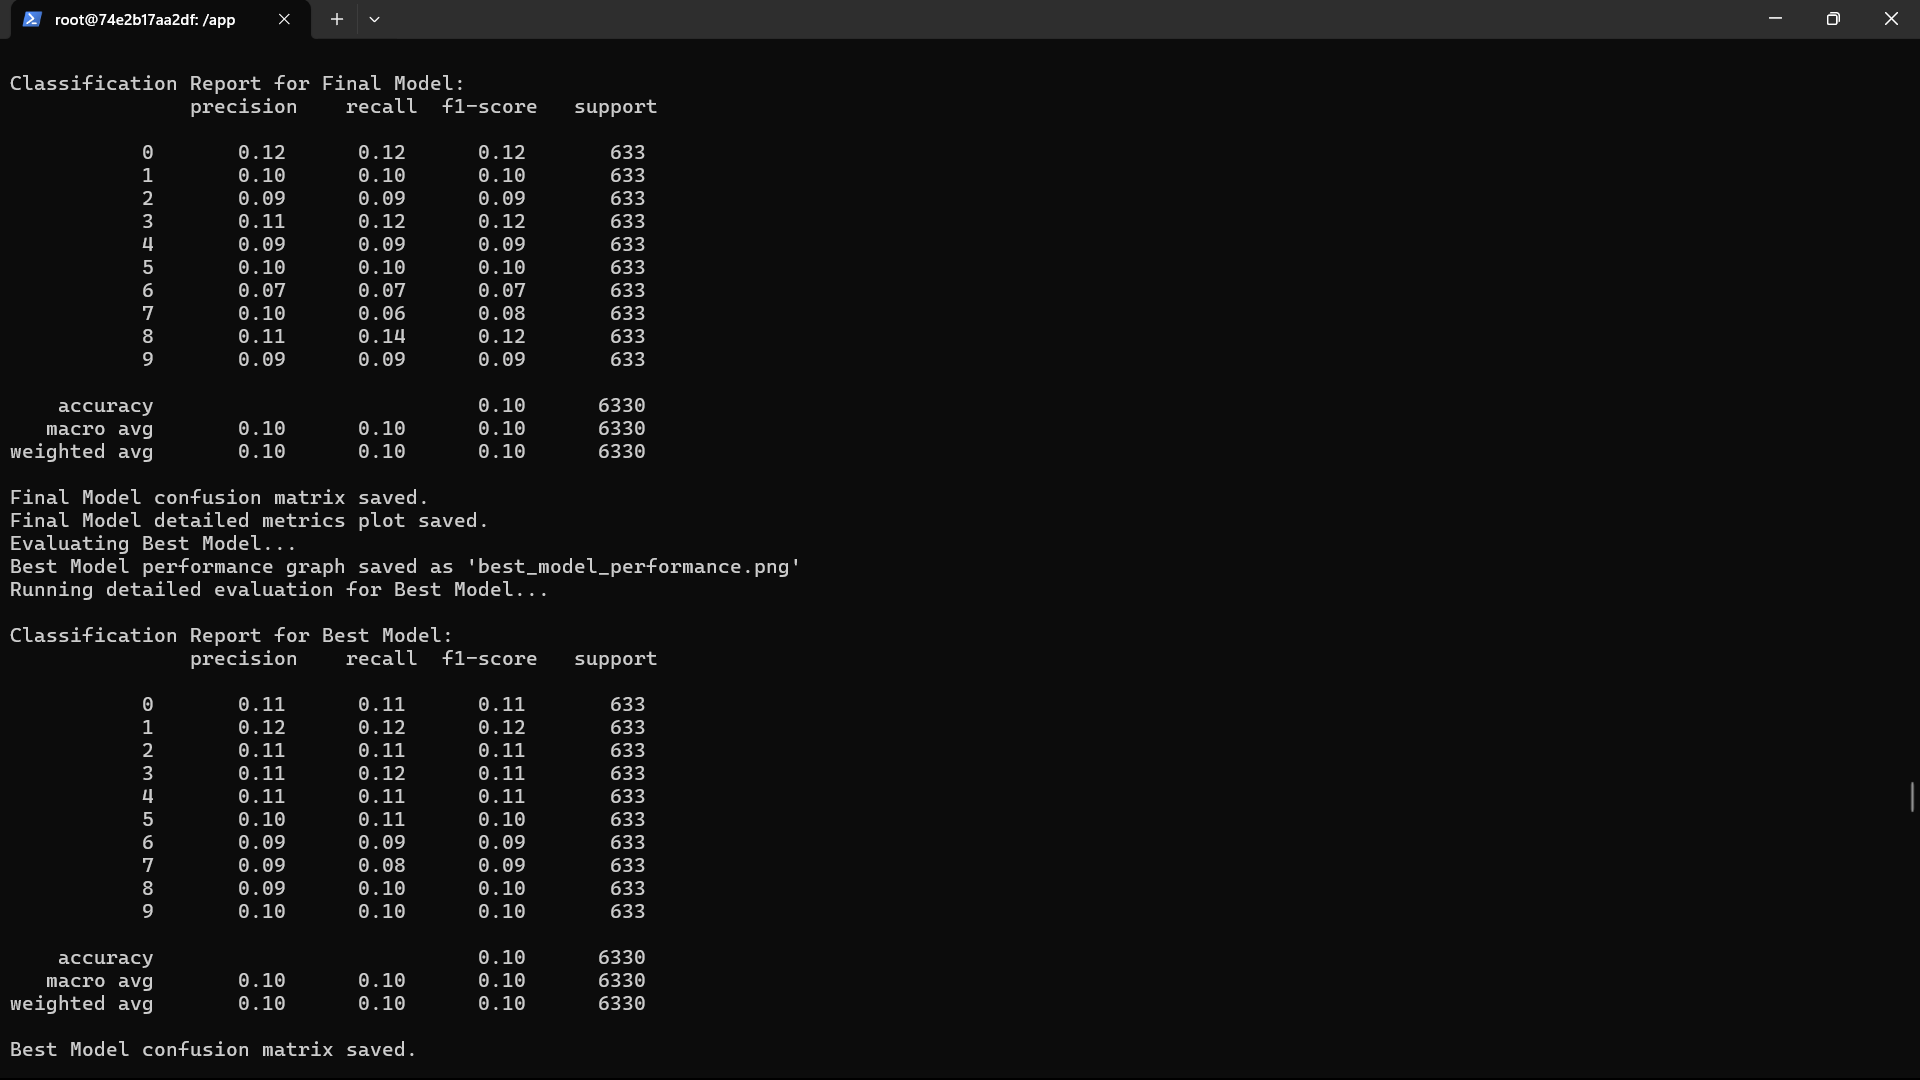 root@74e2b17aa2df: /app
Classification Report for Final Model:
precision recall f1-score support
0 0.12 0.12 0.12 633
1 0.10 0.10 0.10 633
2 0.09 0.09 0.09 633
3 0.11 0.12 0.12 633
4 0.09 0.09 0.09 633
5 0.10 0.10 0.10 633
6 0.07 0.07 0.07 633
7 0.10 0.06 0.08 633
8 0.11 0.14 0.12 633
9 0.09 0.09 0.09 633
accuracy 0.10 6330
macro avg 0.10 0.10 0.10 6330
weighted avg 0.10 0.10 0.10 6330
Final Model confusion matrix saved.
Final Model detailed metrics plot saved.
Evaluating Best Model...
Best Model performance graph saved as 'best_model_performance.png'
Running detailed evaluation for Best Model...
Classification Report for Best Model:
precision recall f1-score support
0 0.11 0.11 0.11 633
1 0.12 0.12 0.12 633
2 0.11 0.11 0.11 633
3 0.11 0.12 0.11 633
4 0.11 0.11 0.11 633
5 0.10 0.11 0.10 633
6 0.09 0.09 0.09 633
7 0.09 0.08 0.09 633
8 0.09 0.10 0.10 633
9 0.10 0.10 0.10 633
accuracy 0.10 6330
macro avg 0.10 0.10 0.10 6330
weighted avg 0.10 0.10 0.10 6330
Best Model confusion matrix saved.